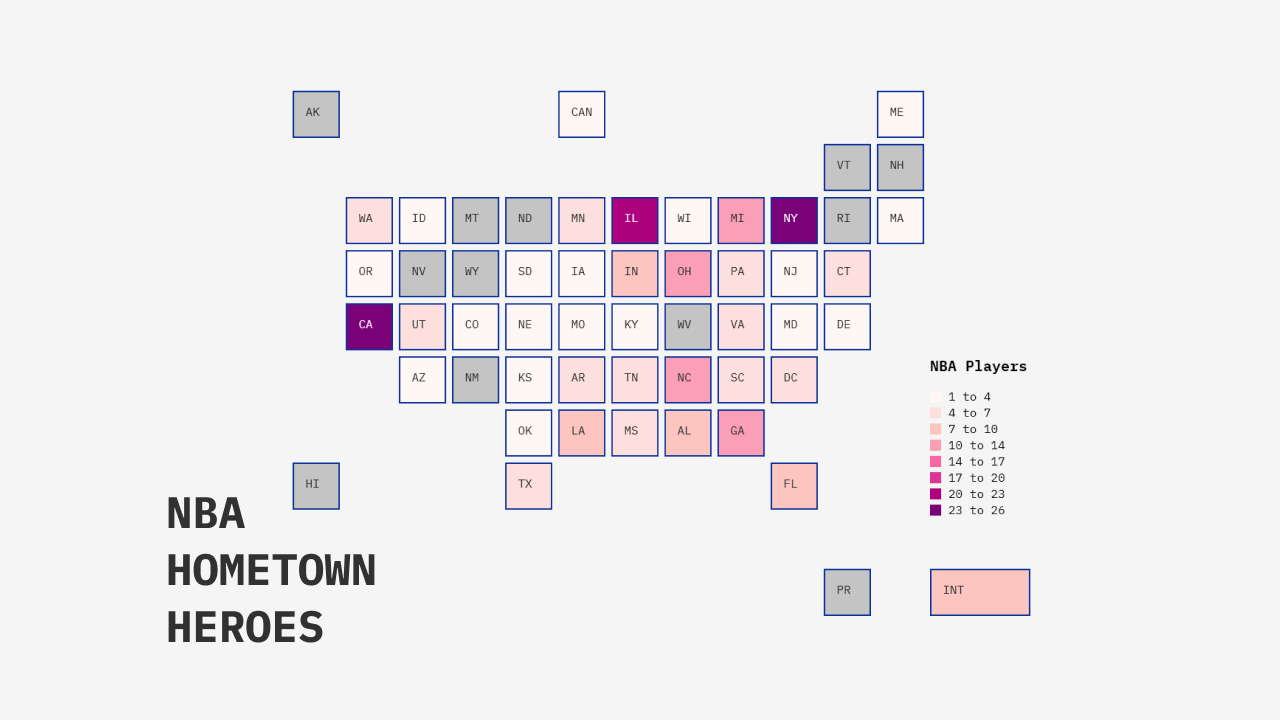 AK CAN ME
VT NH
WA ID MT ND MN IL WI MI NY RI MA
OR NV WY SD IA IN OH PA NJ CT
CA UT CO NE MO KY WV VA MD DE
AZ NM KS AR TN NC SC DC
OK LA MS AL GA
HI TX FL
PR INT
NBA Players
1 to 4
4 to 7
7 to 10
10 to 14
14 to 17
17 to 20
20 to 23
23 to 26
NBA
HOMETOWN
HEROES